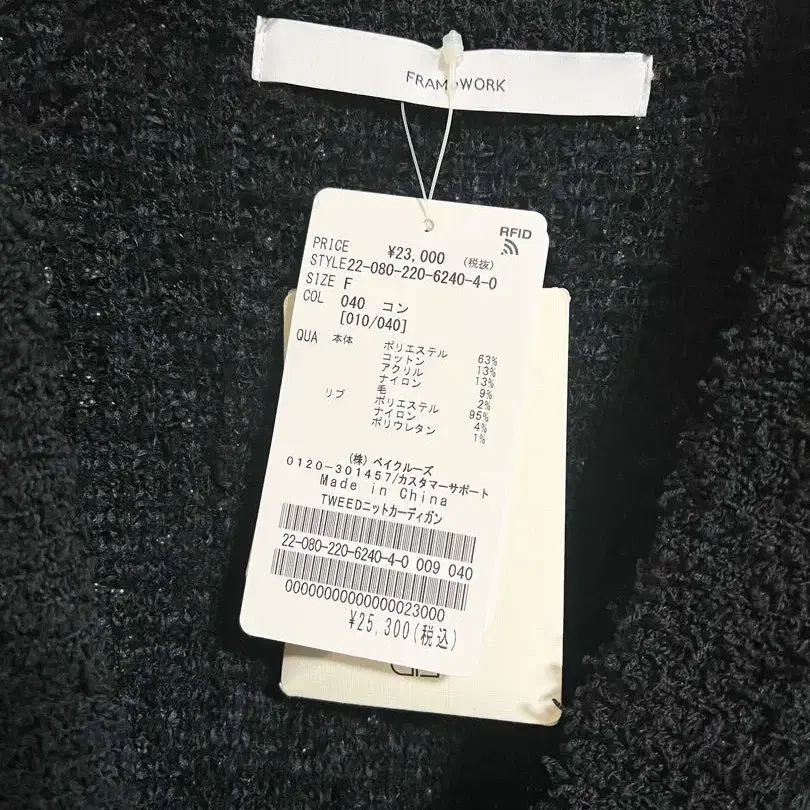 FRAMeWORK
RFID
PRICE ¥23,000 (税抜)
STYLE22-080-220-6240-4-0
SIZE F
COL 040 コン
[010/040]
QUA 本体 ポリエステル 63%
コットン 13%
アクリル 13%
ナイロン 9%
毛 2%
リブ ポリエステル 95%
ナイロン 4%
ポリウレタン 1%
(株) ベイクルーズ
0120-301457/カスタマーサポート
Made in China
TWEEDニットカーディガン
22-080-220-6240-4-0 009 040
0000000000000023000
¥25,300(税込)